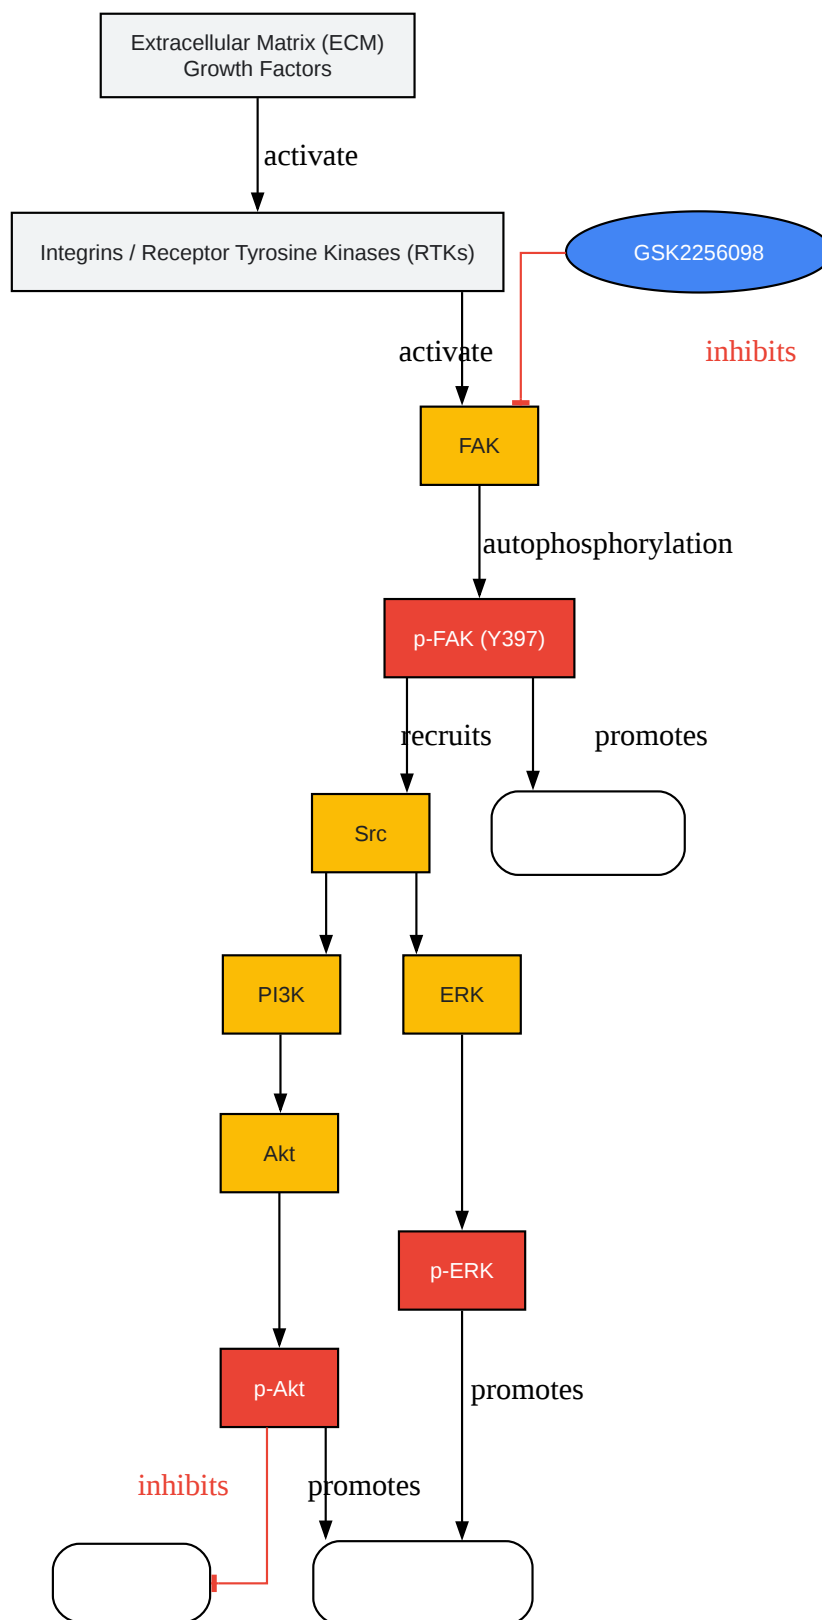 Extracellular Matrix (ECM)
Growth Factors
activate
Integrins / Receptor Tyrosine Kinases (RTKs)
GSK2256098
activate
inhibits
FAK
autophosphorylation
p-FAK (Y397)
recruits
promotes
Src
PI3K
ERK
Akt
p-ERK
p-Akt
promotes
inhibits
promotes